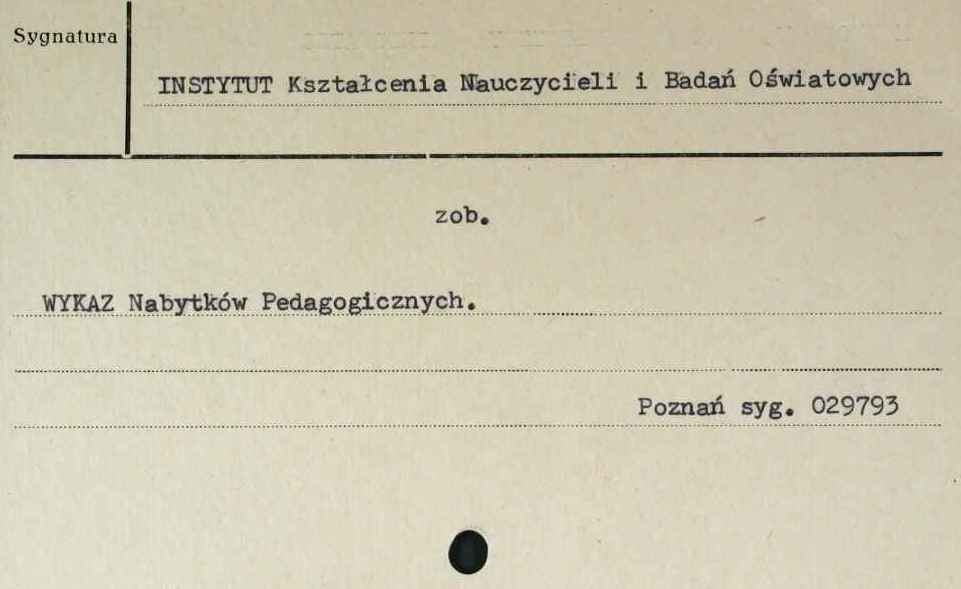 Sygnatura
INSTYTUT Kształcenia Nauczycieli i Badań Oświatowych
zob.
WYKAZ Nabytków Pedagogicznych.
Poznań syg. 029793